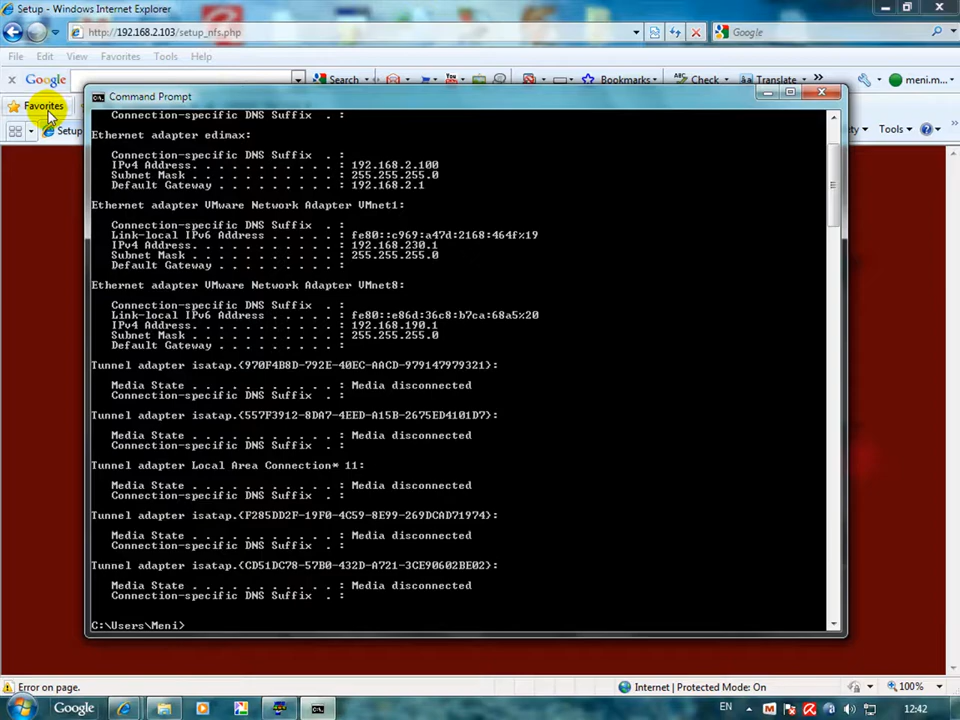 Setup - Windows Internet Explorer
http://192.168.2.103/setup_nfs.php
Google
File Edit View Favorites Tools Help
Google Search Bookmarks Check Translate meni.m
Favorites
Setup
Tools
Command Prompt
Connection-specific DNS Suffix . :
Ethernet adapter edimax:
Connection-specific DNS Suffix . :
IPv4 Address. . . . . . . . . . . : 192.168.2.100
Subnet Mask . . . . . . . . . . . : 255.255.255.0
Default Gateway . . . . . . . . . : 192.168.2.1
Ethernet adapter VMware Network Adapter VMnet1:
Connection-specific DNS Suffix . :
Link-local IPv6 Address . . . . . : fe80::c969:a47d:2168:464f%19
IPv4 Address. . . . . . . . . . . : 192.168.230.1
Subnet Mask . . . . . . . . . . . : 255.255.255.0
Default Gateway . . . . . . . . . :
Ethernet adapter VMware Network Adapter VMnet8:
Connection-specific DNS Suffix . :
Link-local IPv6 Address . . . . . : fe80::e86d:36c8:b7ca:68a5%20
IPv4 Address. . . . . . . . . . . : 192.168.190.1
Subnet Mask . . . . . . . . . . . : 255.255.255.0
Default Gateway . . . . . . . . . :
Tunnel adapter isatap.{970F4B8D-792E-40EC-AACD-979147979321}:
Media State . . . . . . . . . . . : Media disconnected
Connection-specific DNS Suffix . :
Tunnel adapter isatap.{557F3912-8DA7-4EED-A15B-2675ED4101D7}:
Media State . . . . . . . . . . . : Media disconnected
Connection-specific DNS Suffix . :
Tunnel adapter Local Area Connection* 11:
Media State . . . . . . . . . . . : Media disconnected
Connection-specific DNS Suffix . :
Tunnel adapter isatap.{F285DD2F-19F0-4C59-8E99-269DCAD71974}:
Media State . . . . . . . . . . . : Media disconnected
Connection-specific DNS Suffix . :
Tunnel adapter isatap.{CD51DC78-57B0-432D-A721-3CE90602BE02}:
Media State . . . . . . . . . . . : Media disconnected
Connection-specific DNS Suffix . :
C:\Users\Meni>
Error on page. Internet | Protected Mode: On 100%
Google EN 12:42